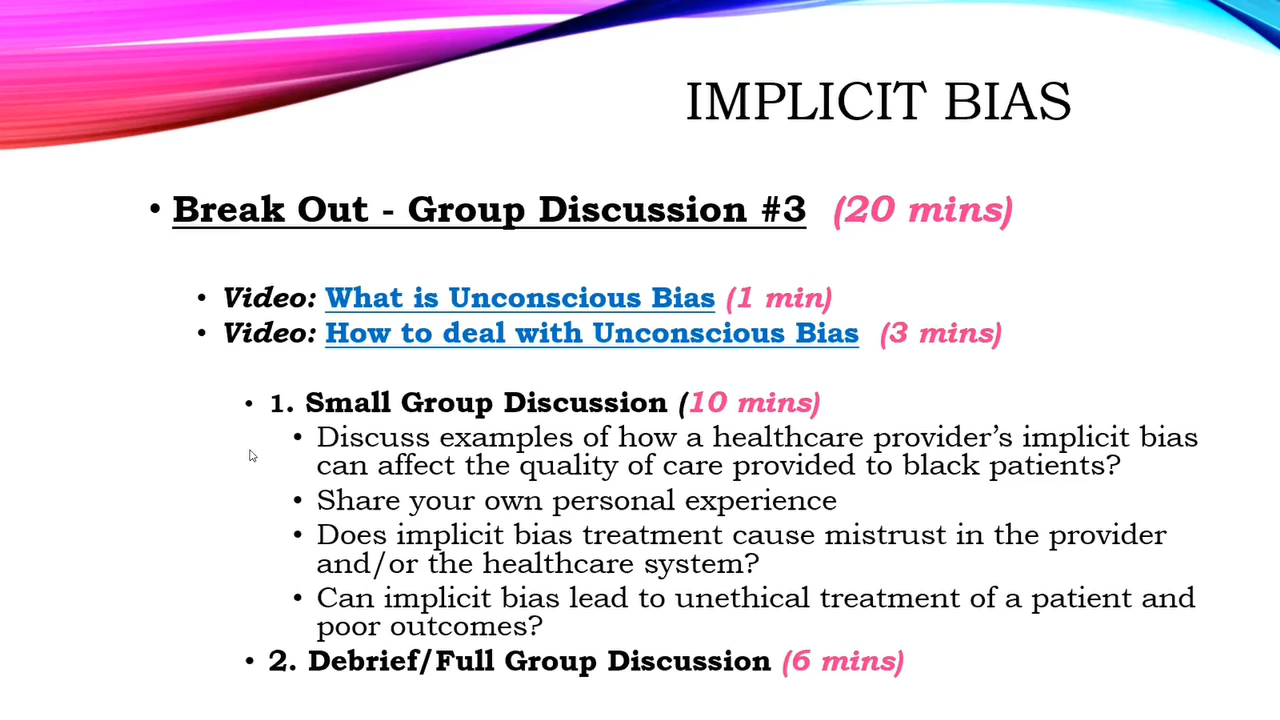 IMPLICIT BIAS
• Break Out - Group Discussion #3 (20 mins)
• Video: What is Unconscious Bias (1 min)
• Video: How to deal with Unconscious Bias (3 mins)
• 1. Small Group Discussion (10 mins)
• Discuss examples of how a healthcare provider’s implicit bias
can affect the quality of care provided to black patients?
• Share your own personal experience
• Does implicit bias treatment cause mistrust in the provider
and/or the healthcare system?
• Can implicit bias lead to unethical treatment of a patient and
poor outcomes?
• 2. Debrief/Full Group Discussion (6 mins)